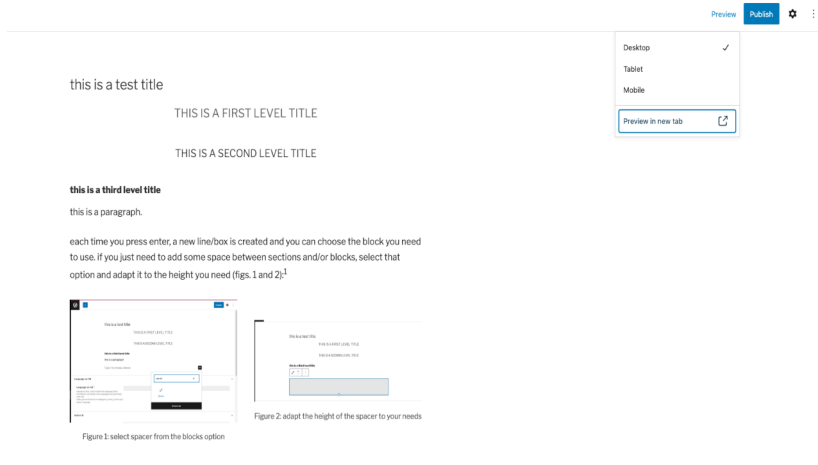 Preview Publish
Desktop
Tablet
Mobile
Preview in new tab
this is a test title
THIS IS A FIRST LEVEL TITLE
THIS IS A SECOND LEVEL TITLE
this is a third level title
this is a paragraph.
each time you press enter, a new line/box is created and you can choose the block you need
to use. if you just need to add some space between sections and/or blocks, select that
option and adapt it to the height you need (figs. 1 and 2):1
this is a test title
THIS IS A FIRST LEVEL TITLE
THIS IS A SECOND LEVEL TITLE
Figure 1: select spacer from the blocks option
this is a test title
THIS IS A FIRST LEVEL TITLE
THIS IS A SECOND LEVEL TITLE
Figure 2: adapt the height of the spacer to your needs